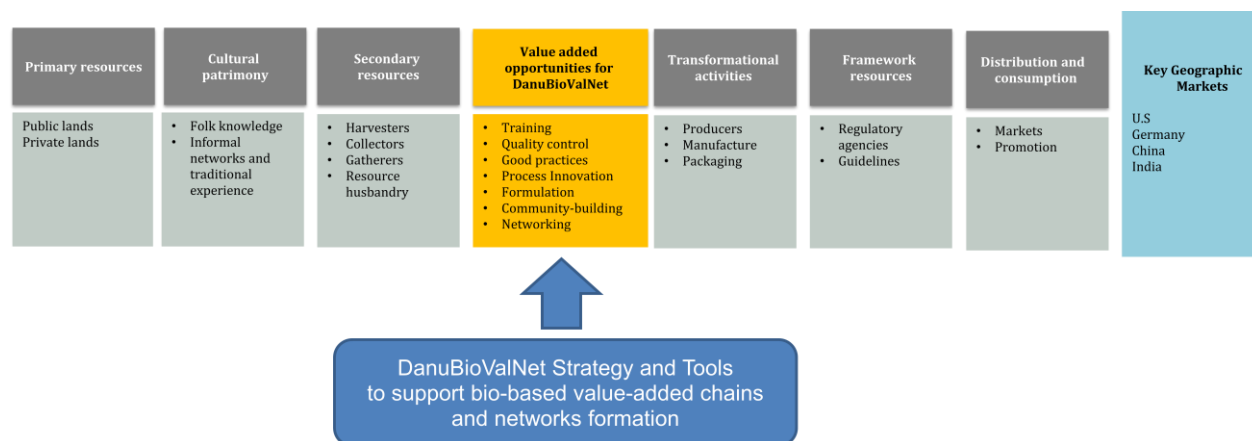 Primary resources
Public lands
Private lands
Cultural
patrimony
• Folk knowledge
• Informal
networks and
traditional
experience
Secondary
resources
• Harvesters
• Collectors
• Gatherers
• Resource
husbandry
Value added
opportunities for
DanuBioValNet
• Training
• Quality control
• Good practices
• Process Innovation
• Formulation
• Community-building
• Networking
Transformational
activities
• Producers
• Manufacture
• Packaging
Framework
resources
• Regulatory
agencies
• Guidelines
Distribution and
consumption
• Markets
• Promotion
Key Geographic
Markets
U.S
Germany
China
India
DanuBioValNet Strategy and Tools
to support bio-based value-added chains
and networks formation